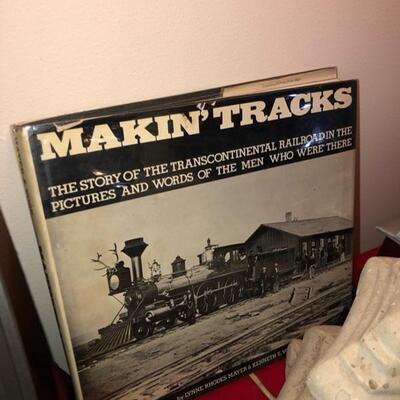 MAKIN' TRACKS
THE STORY OF THE TRANSCONTINENTAL RAILROAD IN THE
PICTURES AND WORDS OF THE MEN WHO WERE THERE
by LYNNE RHODES MAYER & KENNETH E.